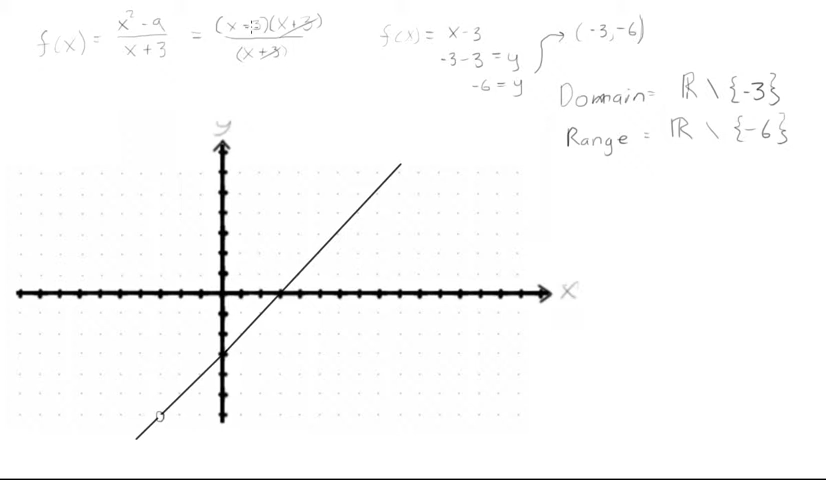 f(x) = x² - 9 / x + 3 = (x - 3)(x + 3) / (x + 3)
f(x) = x - 3
-3 - 3 = y
-6 = y
(-3, -6)
Domain = ℝ \ {-3}
Range = ℝ \ {-6}
y
x